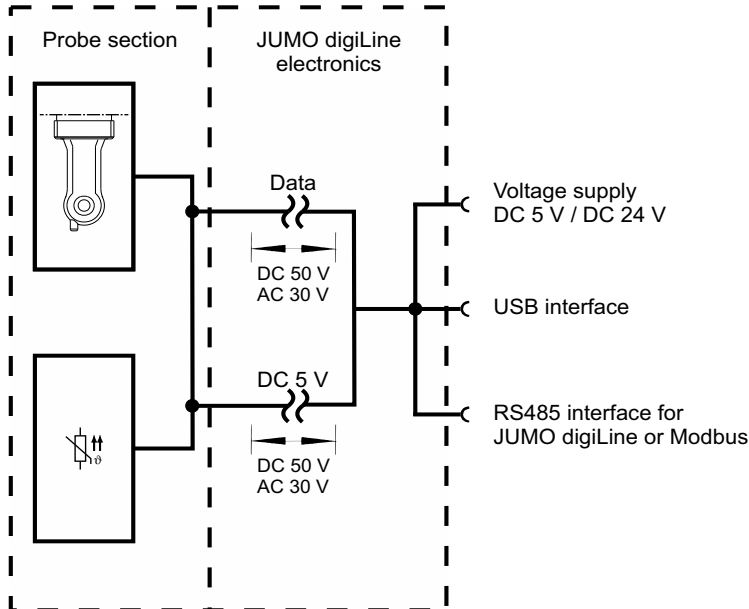 Probe section
JUMO digiLine
electronics
Data
DC 50 V
AC 30 V
DC 5 V
DC 50 V
AC 30 V
ϑ
Voltage supply
DC 5 V / DC 24 V
USB interface
RS485 interface for
JUMO digiLine or Modbus